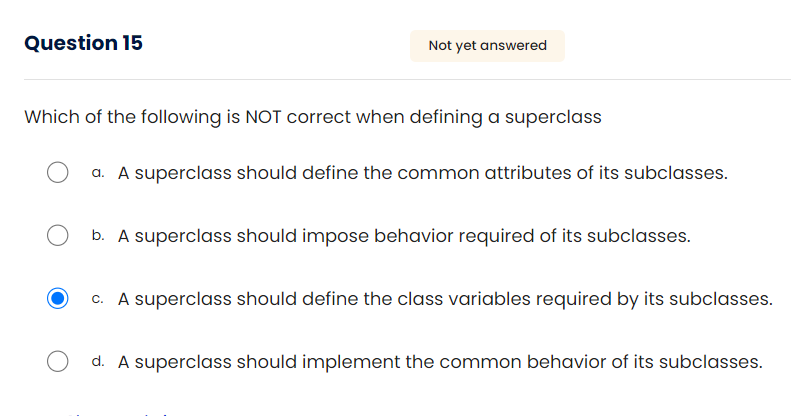 Question 15
Not yet answered
Which of the following is NOT correct when defining a superclass
a. A superclass should define the common attributes of its subclasses.
b. A superclass should impose behavior required of its subclasses.
c. A superclass should define the class variables required by its subclasses.
d. A superclass should implement the common behavior of its subclasses.